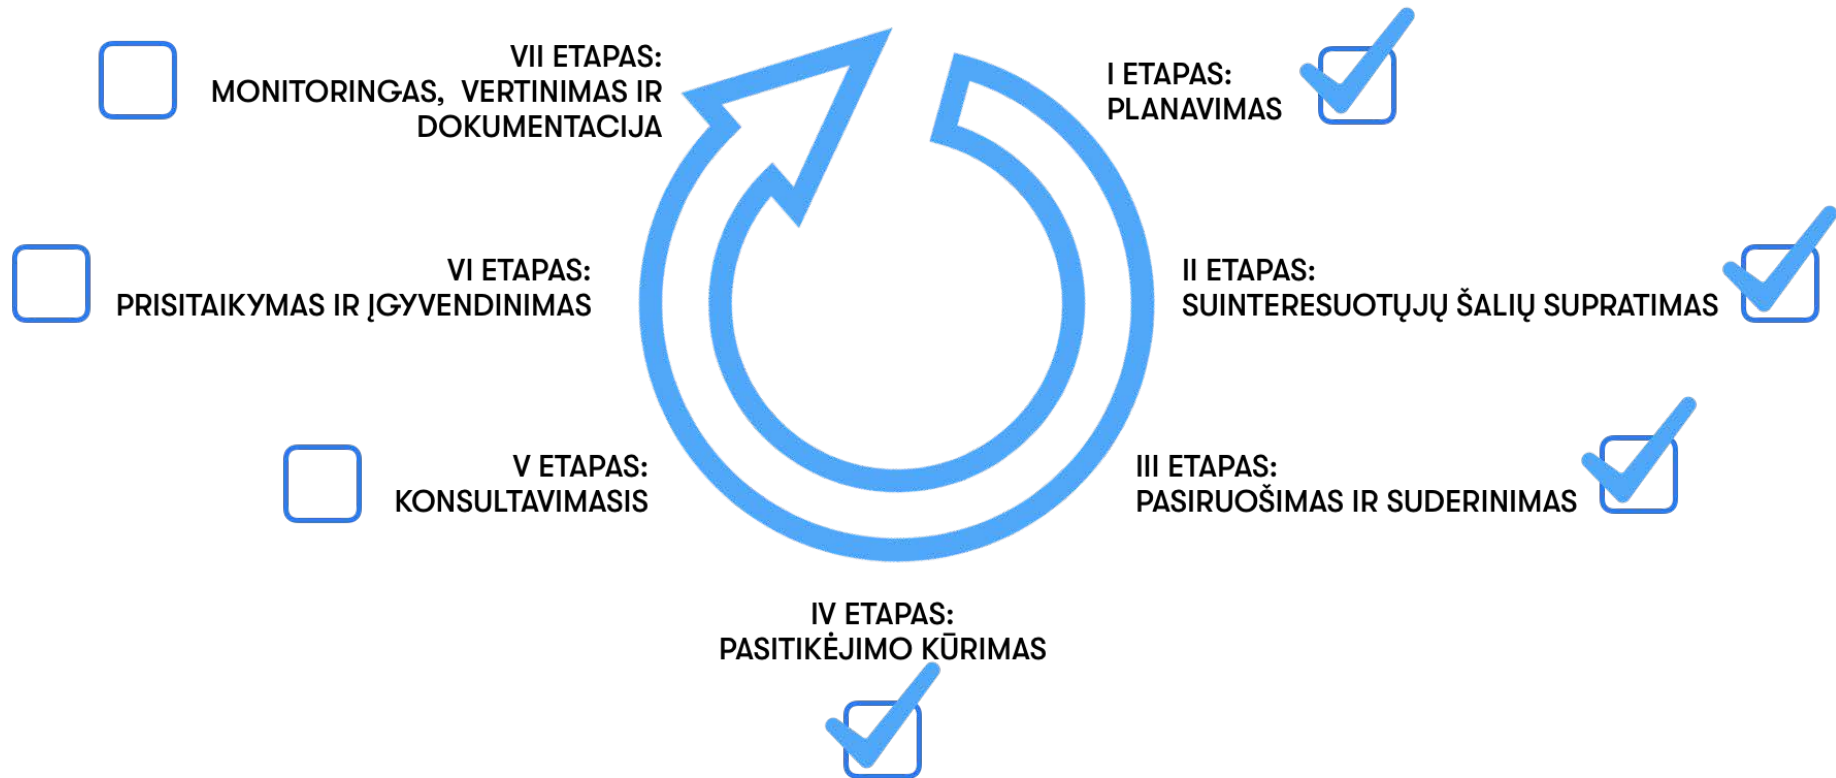 I ETAPAS:
PLANAVIMAS
II ETAPAS:
SUINTERESUOTŲJŲ ŠALIŲ SUPRATIMAS
III ETAPAS:
PASIRUOŠIMAS IR SUDERINIMAS
IV ETAPAS:
PASITIKĖJIMO KŪRIMAS
V ETAPAS:
KONSULTAVIMASIS
VI ETAPAS:
PRISITAIKYMAS IR ĮGYVENDINIMAS
VII ETAPAS:
MONITORINGAS, VERTINIMAS IR
DOKUMENTACIJA